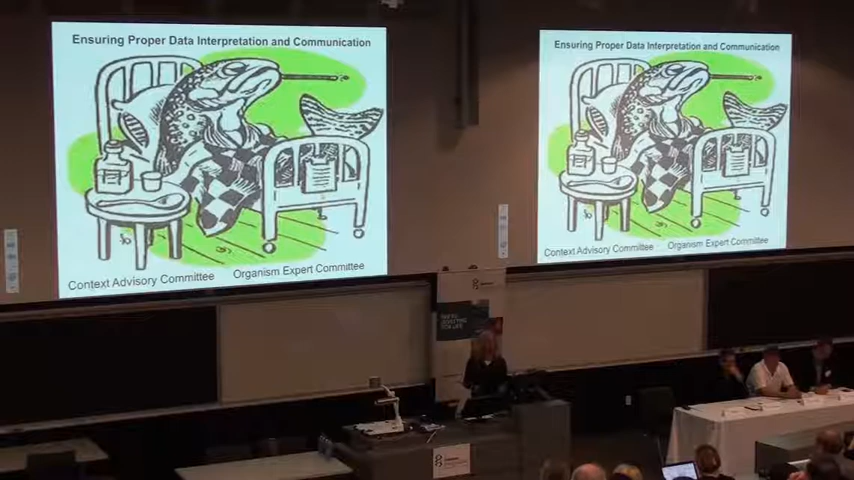 Ensuring Proper Data Interpretation and Communication
Context Advisory Committee
Organism Expert Committee
Ensuring Proper Data Interpretation and Communication
Context Advisory Committee
Organism Expert Committee